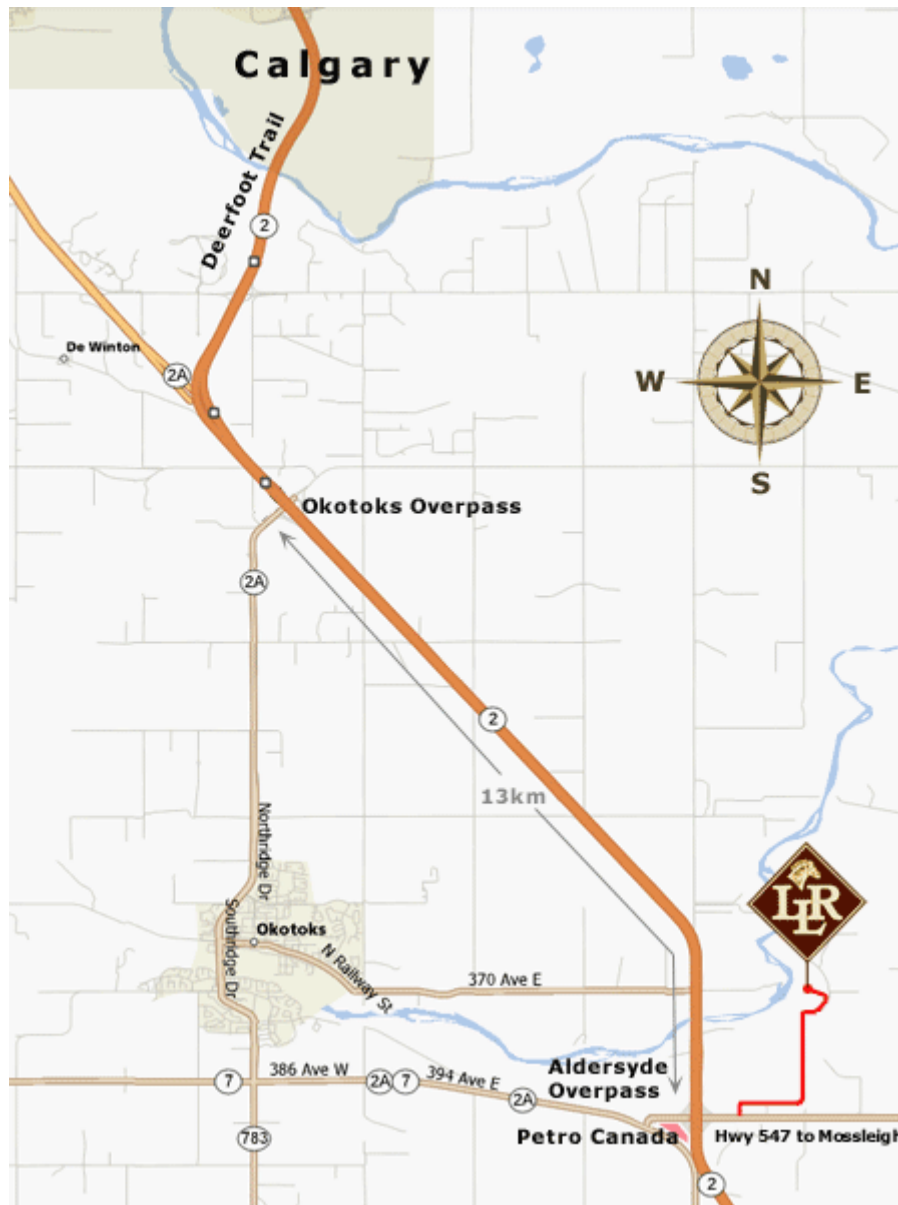 Calgary
Deerfoot Trail
2
N
De Winton
2A
W
E
S
Okotoks Overpass
2A
2
13km
Northridge Dr
LLR
Southridge Dr
Okotoks
N Railway St
370 Ave E
Aldersyde
Overpass
7
386 Ave W
2A
7
394 Ave E
2A
Petro Canada
Hwy 547 to Mossleigh
783
2